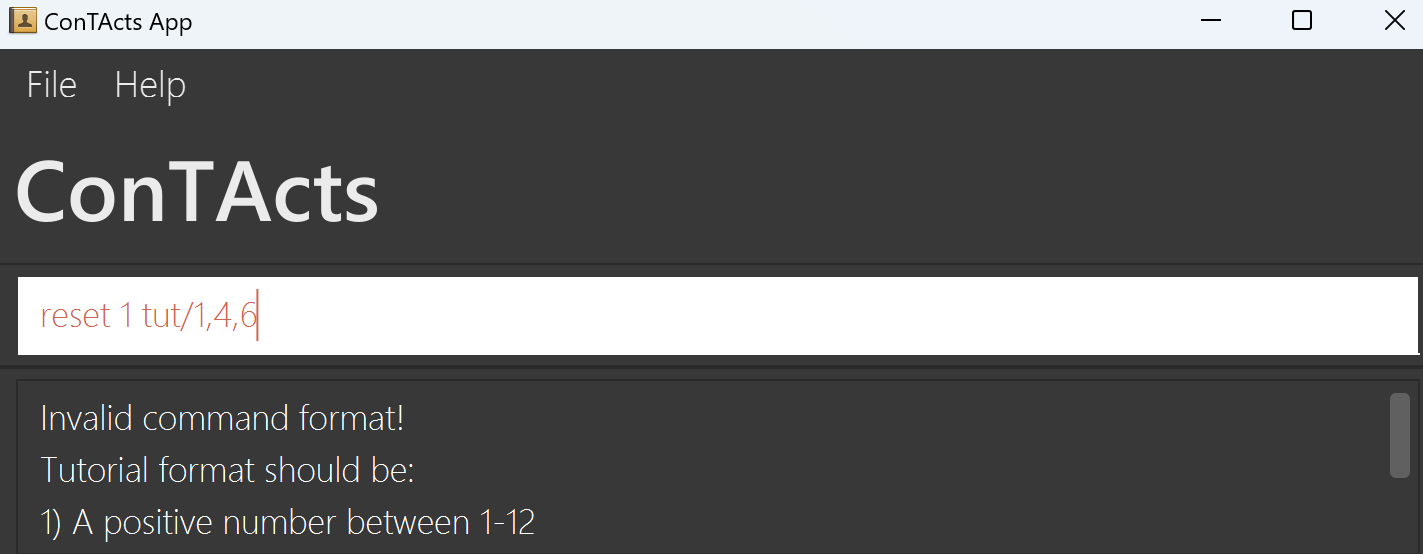 ConTActs App
File Help
ConTActs
reset 1 tut/1,4,6
Invalid command format!
Tutorial format should be:
1) A positive number between 1-12